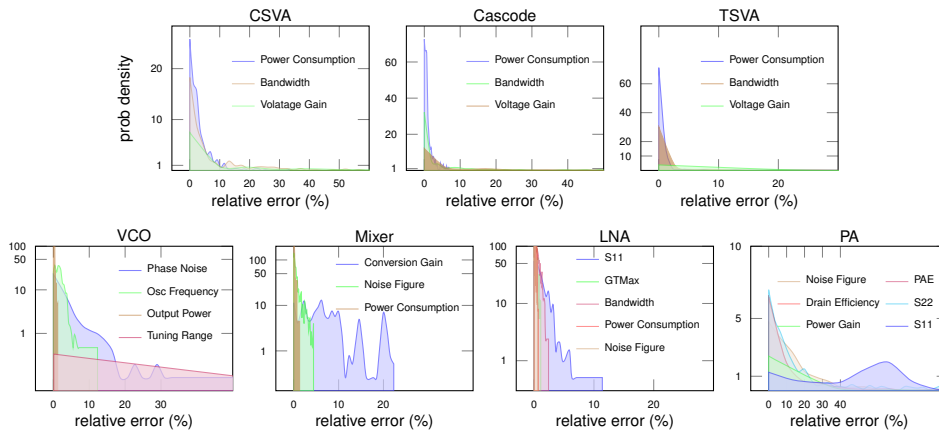 CSVA
prob density
20
10
1
Power Consumption
Bandwidth
Volatage Gain
0 10 20 30 40 50
relative error (%)
Cascode
60
40
20
1
Power Consumption
Bandwidth
Voltage Gain
0 20 40
relative error (%)
TSVA
60
40
30
20
10
Power Consumption
Bandwidth
Voltage Gain
0 20
relative error (%)
VCO
100
50
10
1
Phase Noise
Osc Frequency
Output Power
Tuning Range
0 10 20 30
relative error (%)
Mixer
100
50
10
1
Conversion Gain
Noise Figure
Power Consumption
0 10 20
relative error (%)
LNA
100
50
10
1
S11
GTMax
Bandwidth
Power Consumption
Noise Figure
0 10 20
relative error (%)
PA
10
5
1
Noise Figure PAE
Drain Efficiency S22
Power Gain S11
0 10 20 30 40
relative error (%)